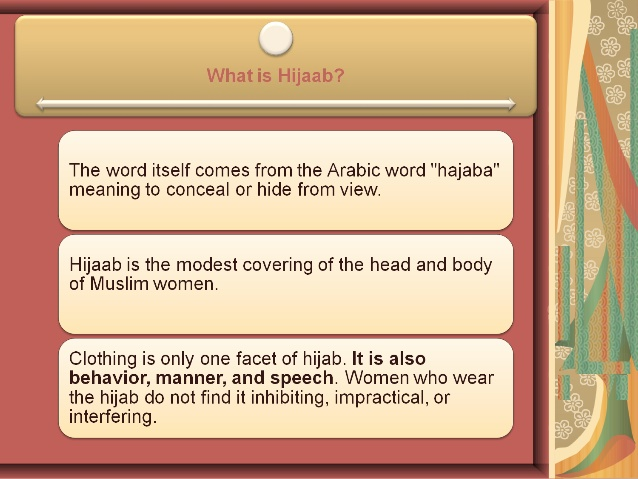 What is Hijaab?
The word itself comes from the Arabic word "hajaba"
meaning to conceal or hide from view.
Hijaab is the modest covering of the head and body
of Muslim women.
Clothing is only one facet of hijab. It is also
behavior, manner, and speech. Women who wear
the hijab do not find it inhibiting, impractical, or
interfering.